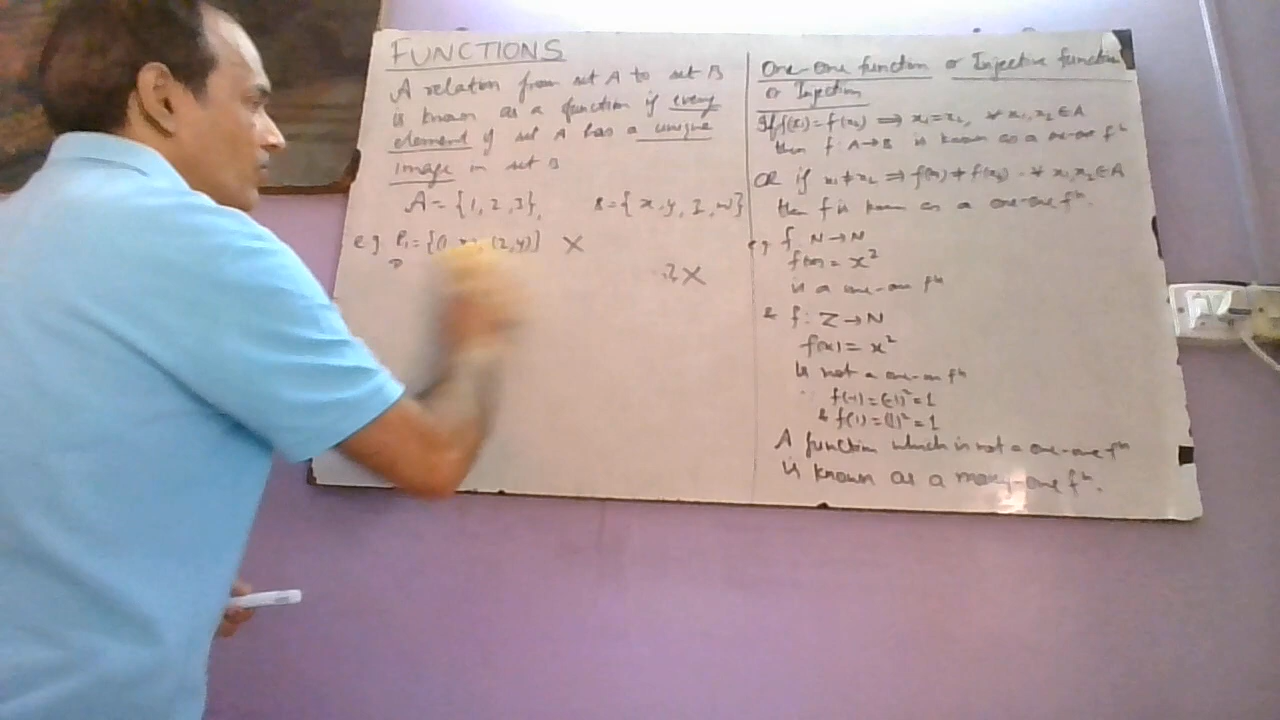 FUNCTIONS
A relation from set A to set B
is known as a function if every
element of set A has a unique
image in set B
A = {1, 2, 3}, B = {x, y, z, w}
e.g. R₁ = {(1, x), (2, y)} X
X
One-One function or Injective function
or Injection
If f(x₁) = f(x₂) ⇒ x₁ = x₂, ∀ x₁, x₂ ∈ A
then f: A → B is known as a one-one fⁿ
OR if x₁ ≠ x₂ ⇒ f(x₁) ≠ f(x₂) ∀ x₁, x₂ ∈ A
then f is known as a one-one fⁿ.
eg f N → N
f(x) = x²
is a one-one fⁿ
& f: Z → N
f(x) = x²
is not a one-one fⁿ
∵ f(-1) = (-1)² = 1
& f(1) = (1)² = 1
A function which is not a one-one fⁿ
is known as a many-one fⁿ.